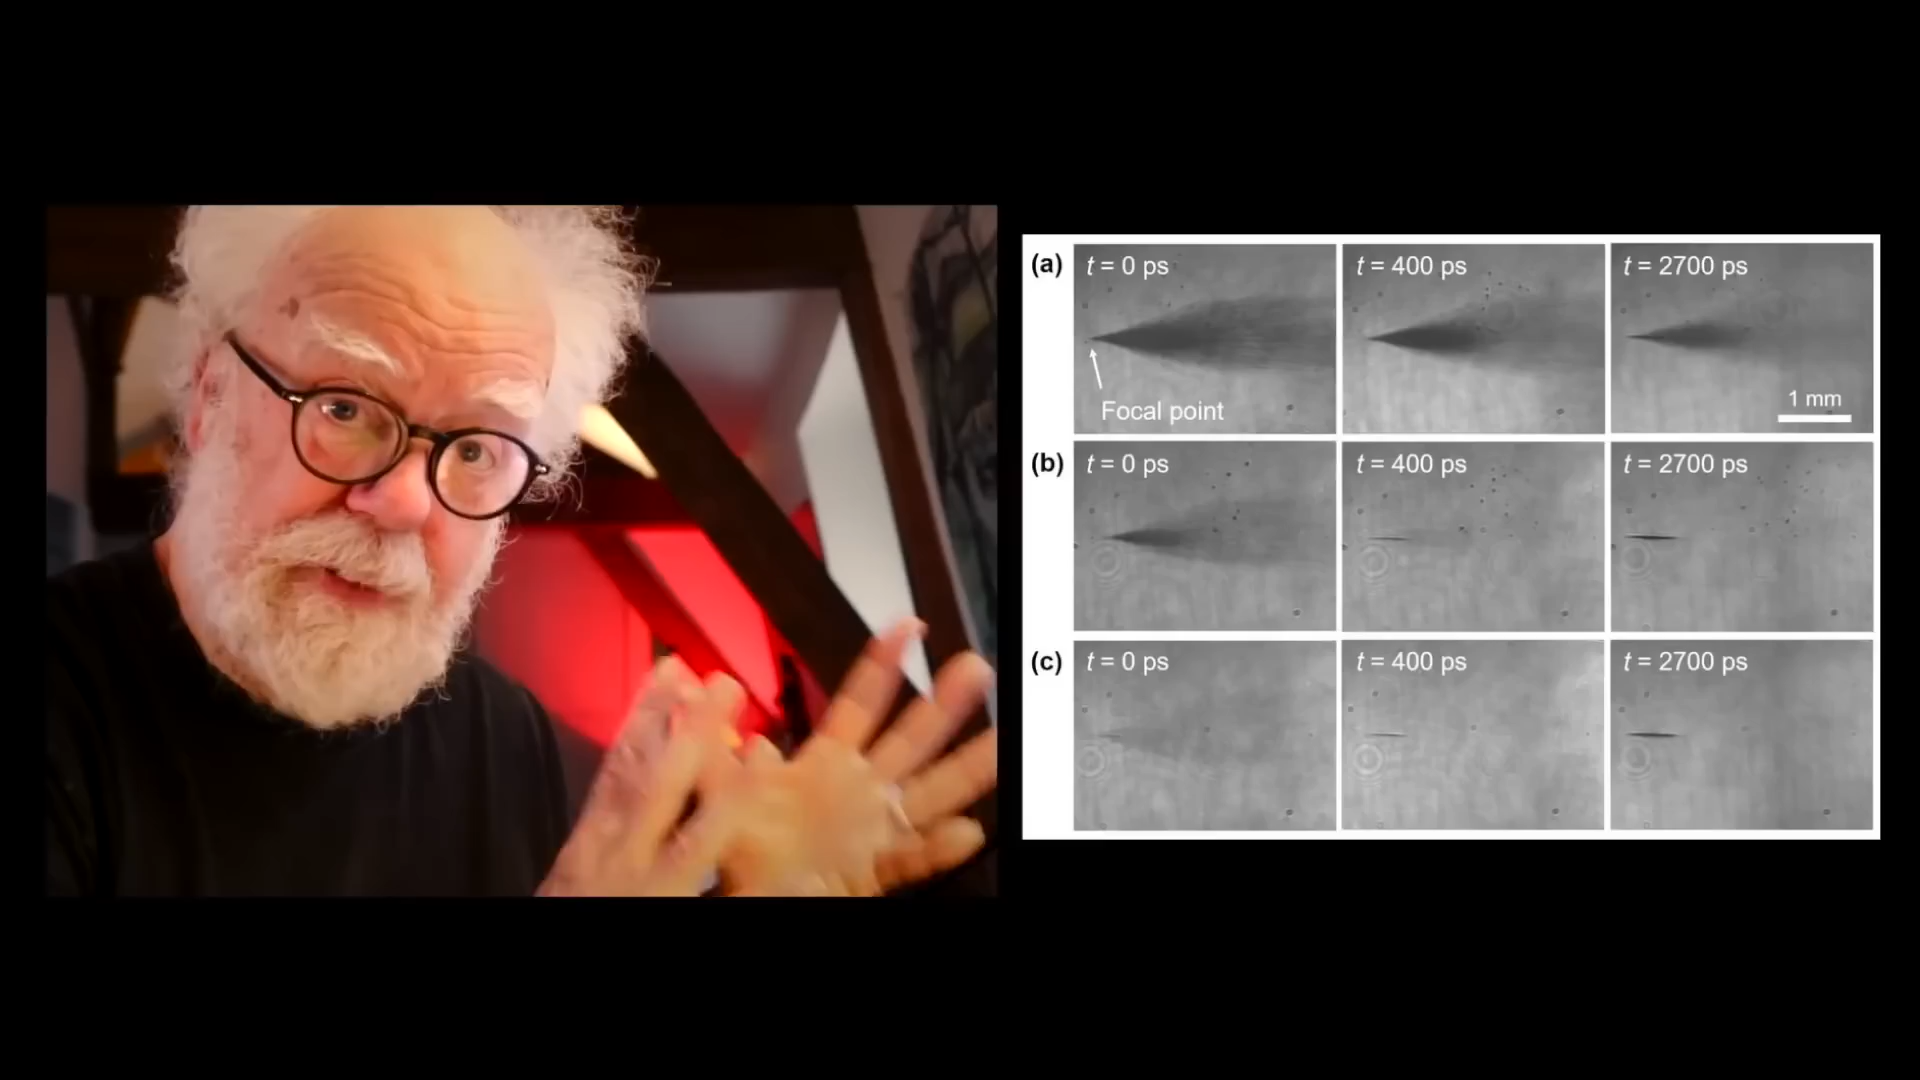 (a) t = 0 ps t = 400 ps t = 2700 ps
Focal point
1 mm
(b) t = 0 ps t = 400 ps t = 2700 ps
(c) t = 0 ps t = 400 ps t = 2700 ps